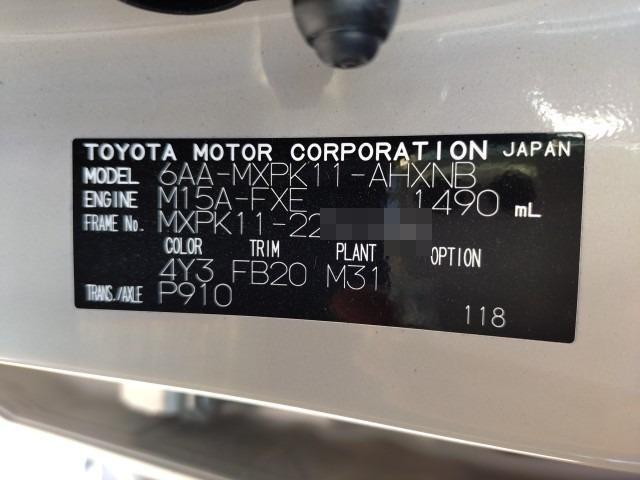 TOYOTA MOTOR CORPORATION JAPAN
MODEL 6AA-MXPK11-AHXNB
ENGINE M15A-FXE 1490 mL
FRAME No. MXPK11-22
COLOR TRIM PLANT OPTION
4Y3 FB20 M31
TRANS./AXLE P910
118